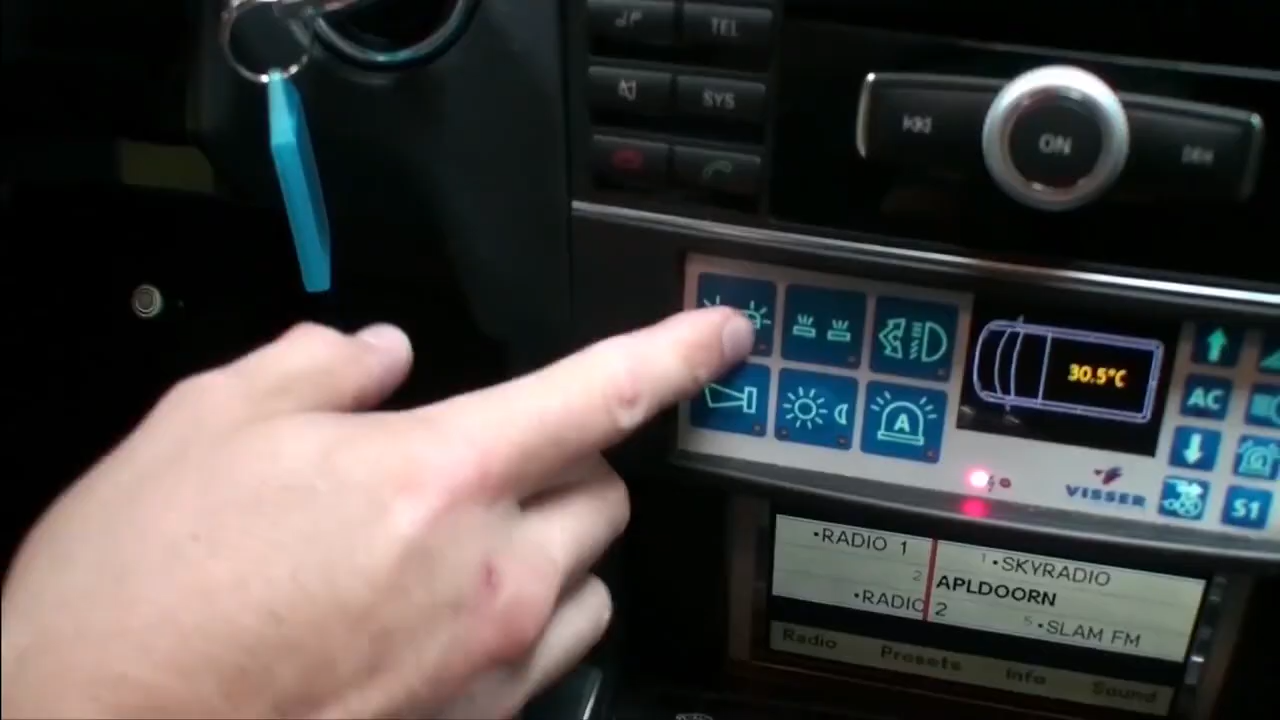 TEL
SYS
ON
A
30.5°C
AC
VISSER
S1
•RADIO 1
1 •SKYRADIO
2 APLDOORN
•RADIO 2
5 •SLAM FM
Radio Presets Info Sound